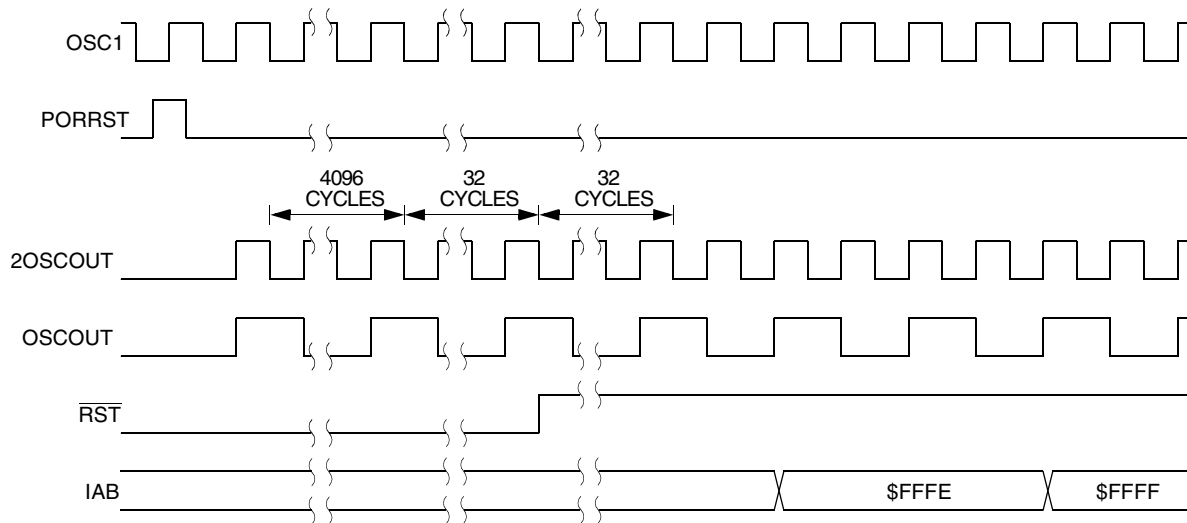 OSC1
PORRST
4096
CYCLES
32
CYCLES
32
CYCLES
2OSCOUT
OSCOUT
RST
IAB
$FFFE
$FFFF